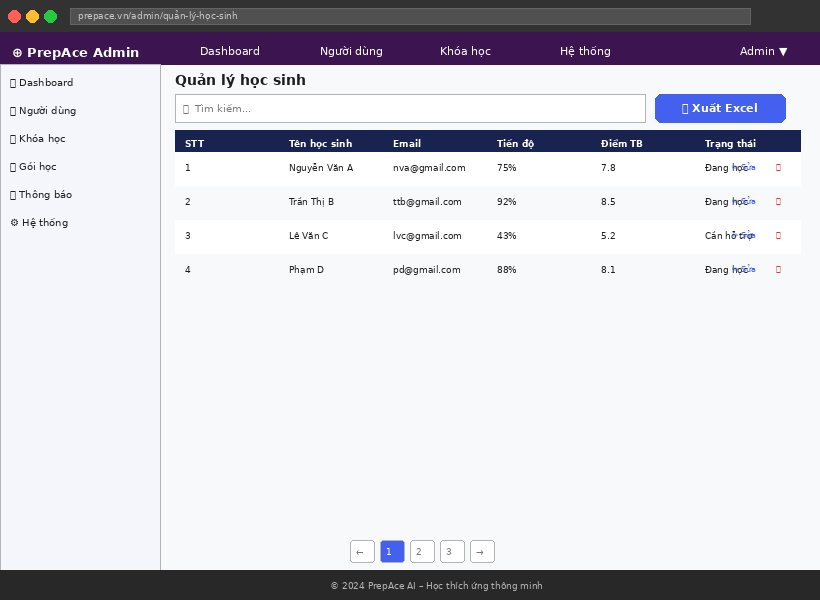 prepace.vn/admin/quản-lý-học-sinh
⊕ PrepAce Admin Dashboard Người dùng Khóa học Hệ thống Admin ▼
Dashboard
Người dùng
Khóa học
Gói học
Thông báo
⚙ Hệ thống
Quản lý học sinh
Tìm kiếm...
Xuất Excel
STT Tên học sinh Email Tiến độ Điểm TB Trạng thái
1 Nguyễn Văn A nva@gmail.com 75% 7.8 Đang học
2 Trần Thị B ttb@gmail.com 92% 8.5 Đang học
3 Lê Văn C lvc@gmail.com 43% 5.2 Cần hỗ trợ
4 Phạm D pd@gmail.com 88% 8.1 Đang học
← 1 2 3 →
© 2024 PrepAce AI – Học thích ứng thông minh